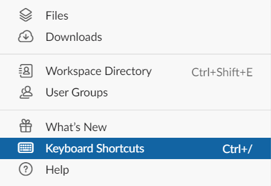 Files
Downloads
Workspace Directory Ctrl+Shift+E
User Groups
What's New
Keyboard Shortcuts Ctrl+/
Help